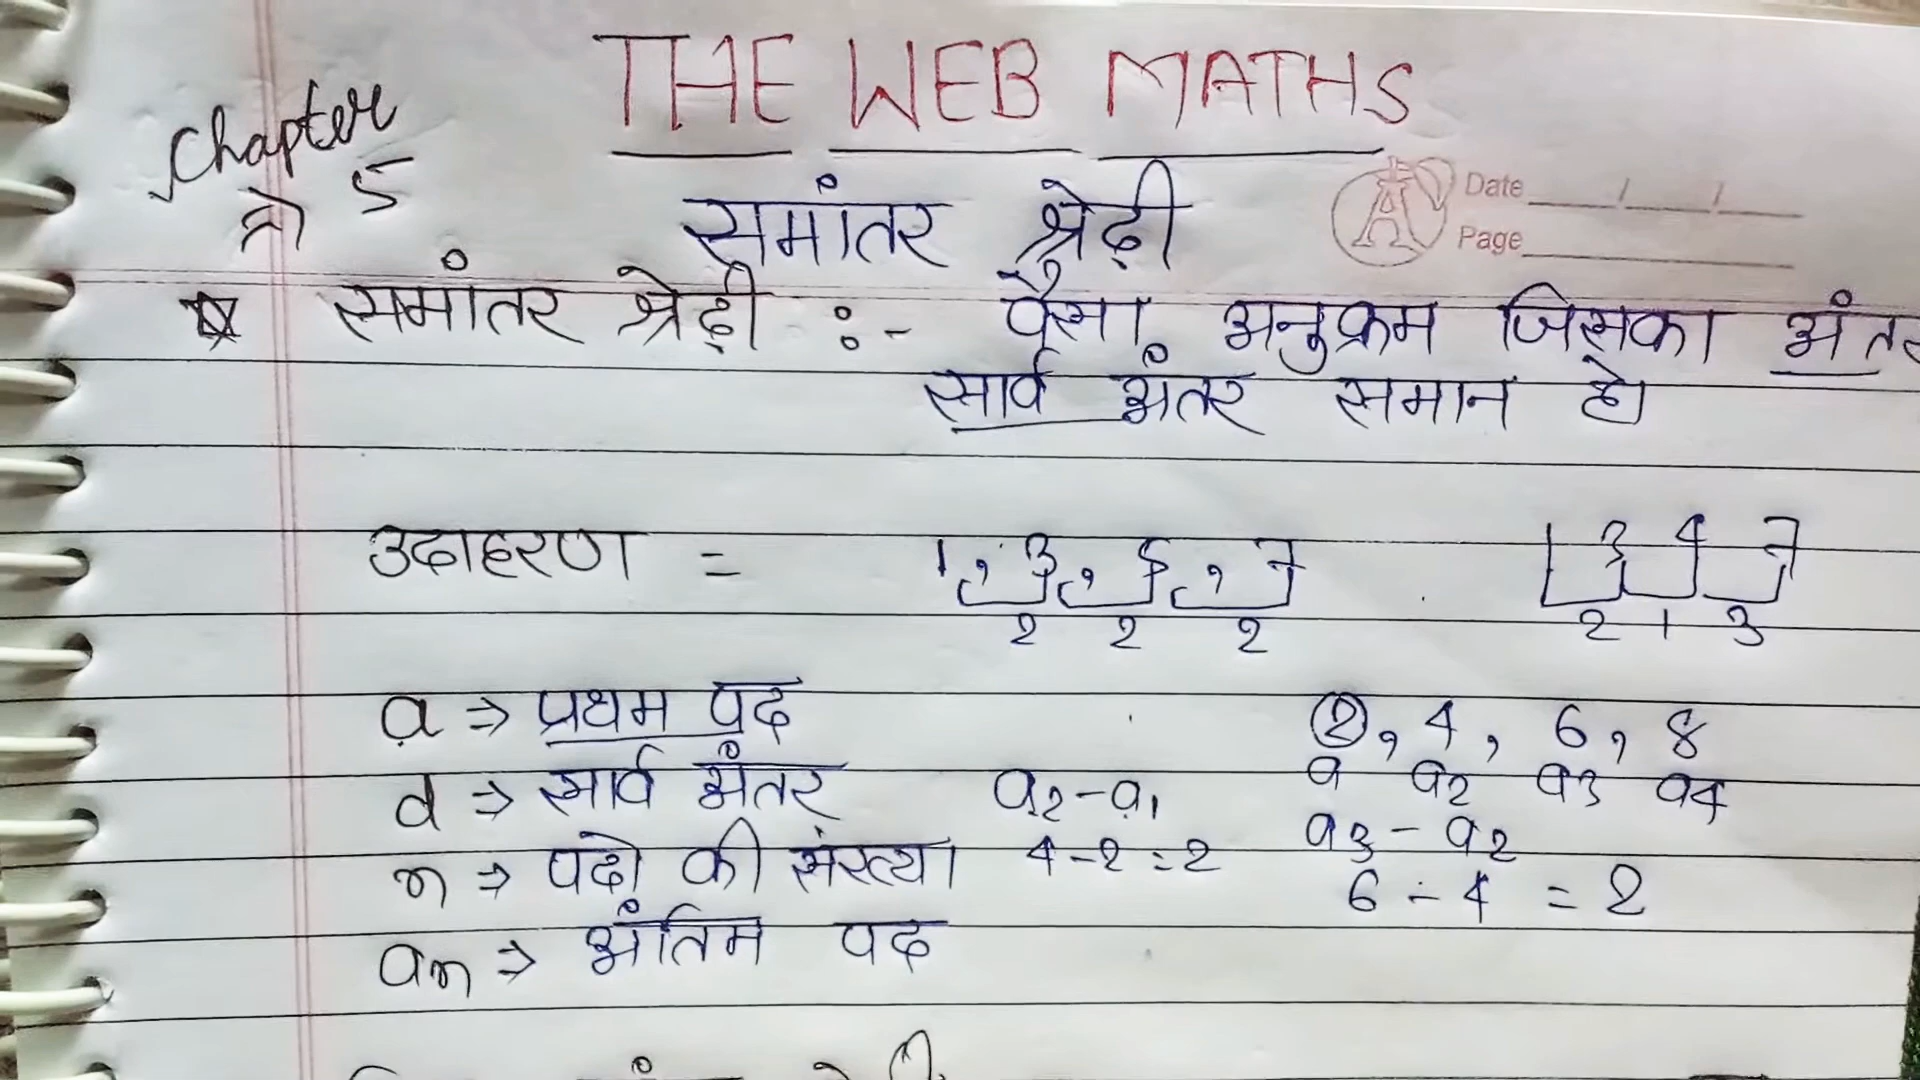 THE WEB MATHS
Chapter
→ 5
समांतर श्रेढ़ी
Date / /
Page
समांतर श्रेढ़ी :- वैसा अनुक्रम जिसका अंतर
सार्व अंतर समान हो
उदाहरण = 1, 3, 5, 7 1 3 4 7
2 2 2 2 1 3
a ⇒ प्रथम पद 2, 4, 6, 8
a a2 a3 a4
d ⇒ सार्व अंतर a2-a1
a3 - a2
n ⇒ पदो की संख्या 4-2=2
6 - 4 = 2
an ⇒ अंतिम पद